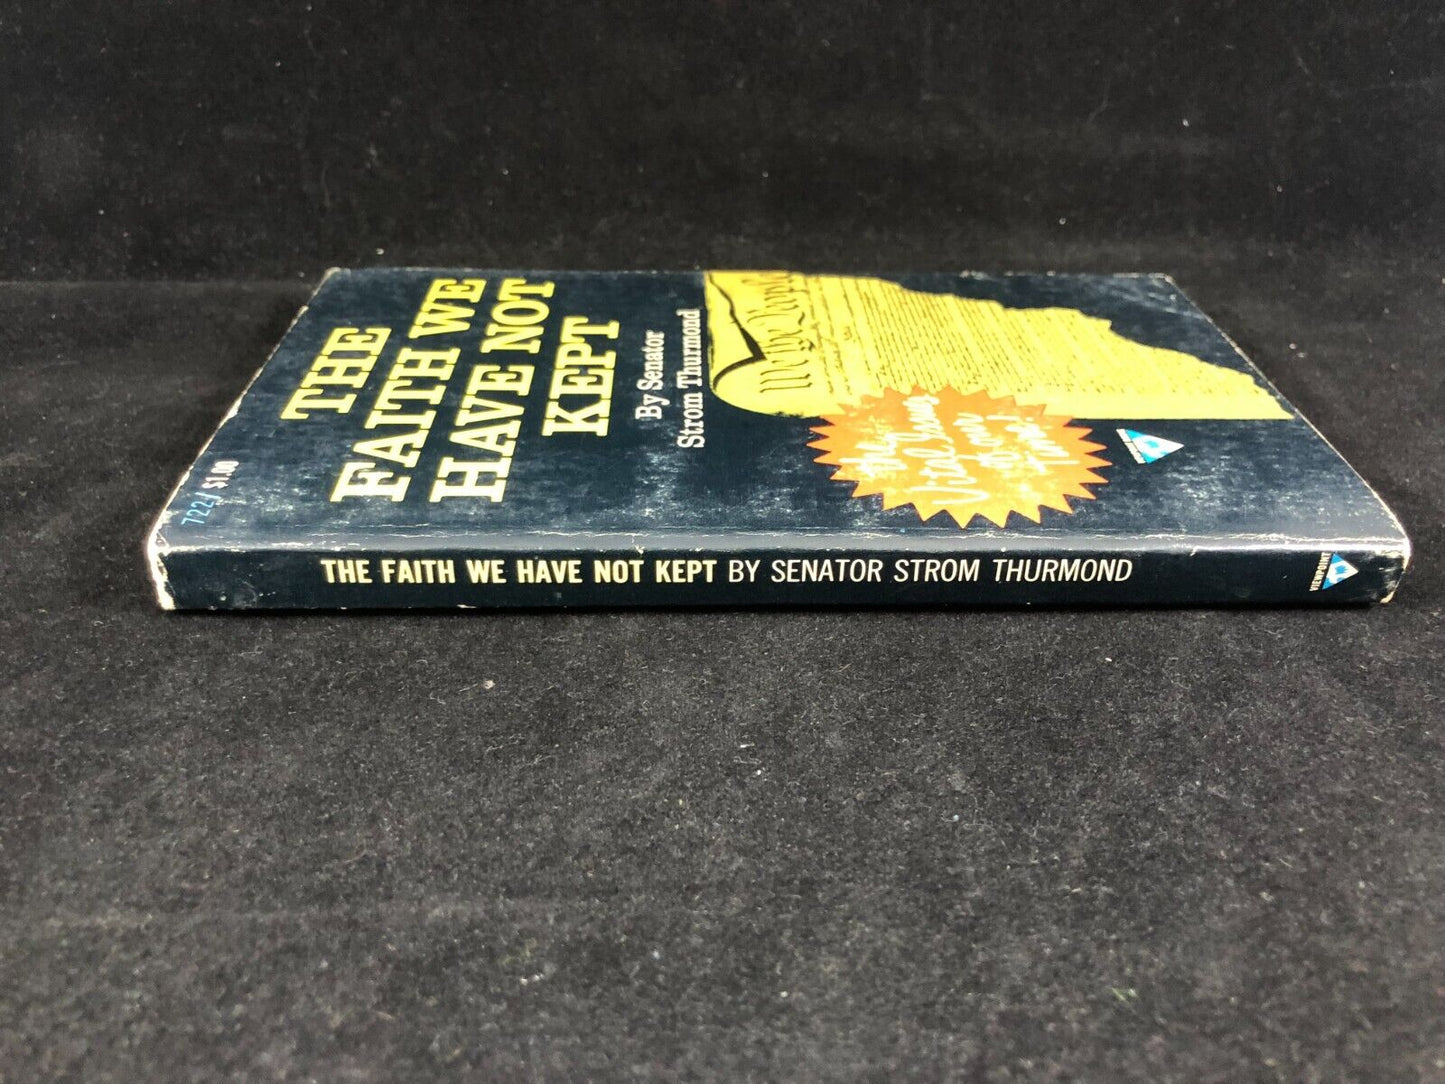 THE
FAITH WE
HAVE NOT
KEPT
By Senator
Strom Thurmond
We the People
The
Vital Issues
of our
Time!
$1.00
THE FAITH WE HAVE NOT KEPT BY SENATOR STROM THURMOND
VIEWPOINT